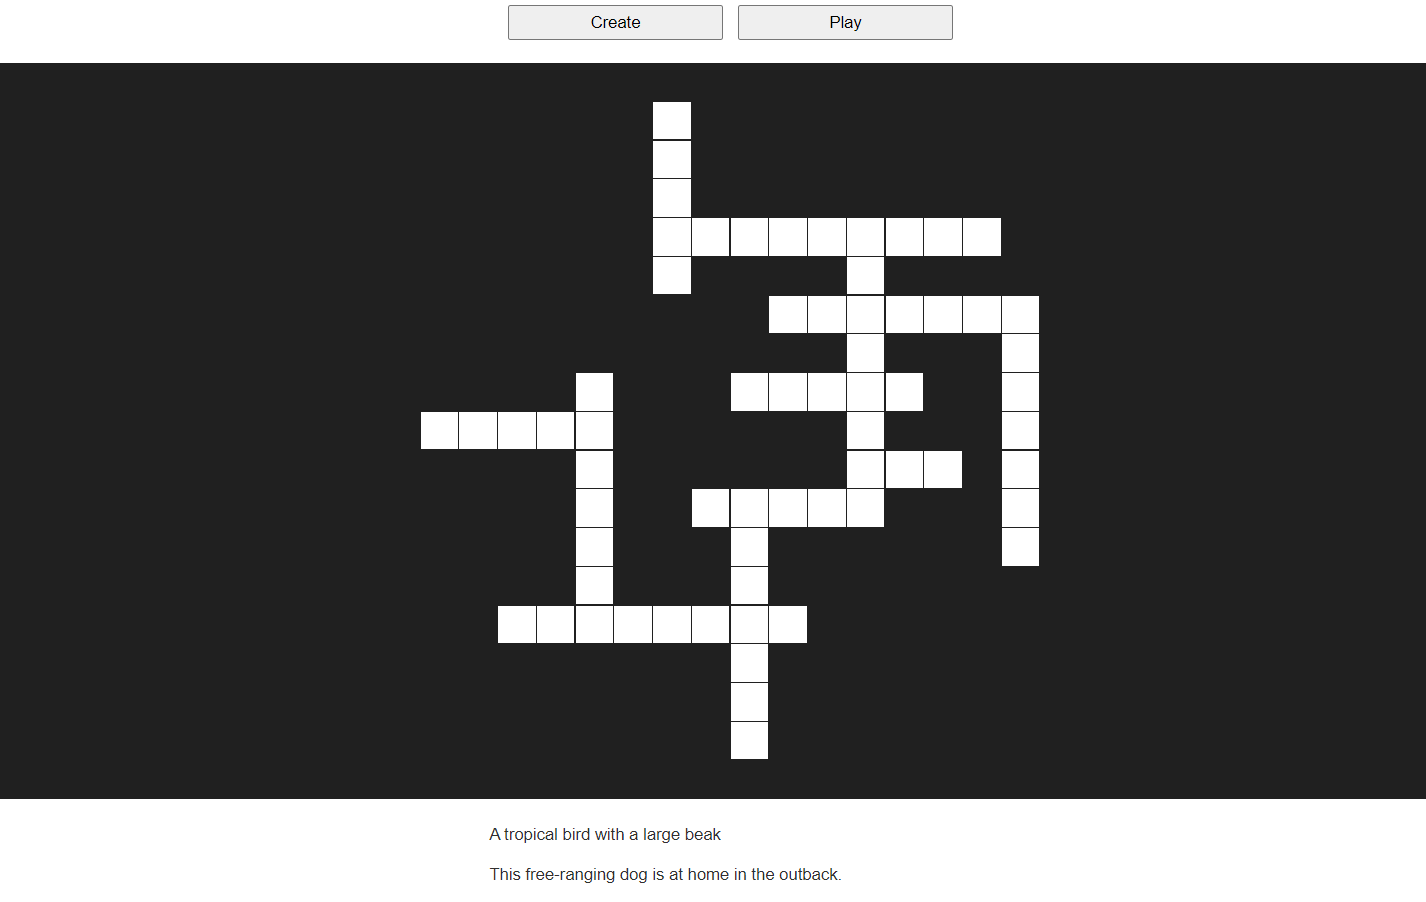 Create
Play
A tropical bird with a large beak
This free-ranging dog is at home in the outback.